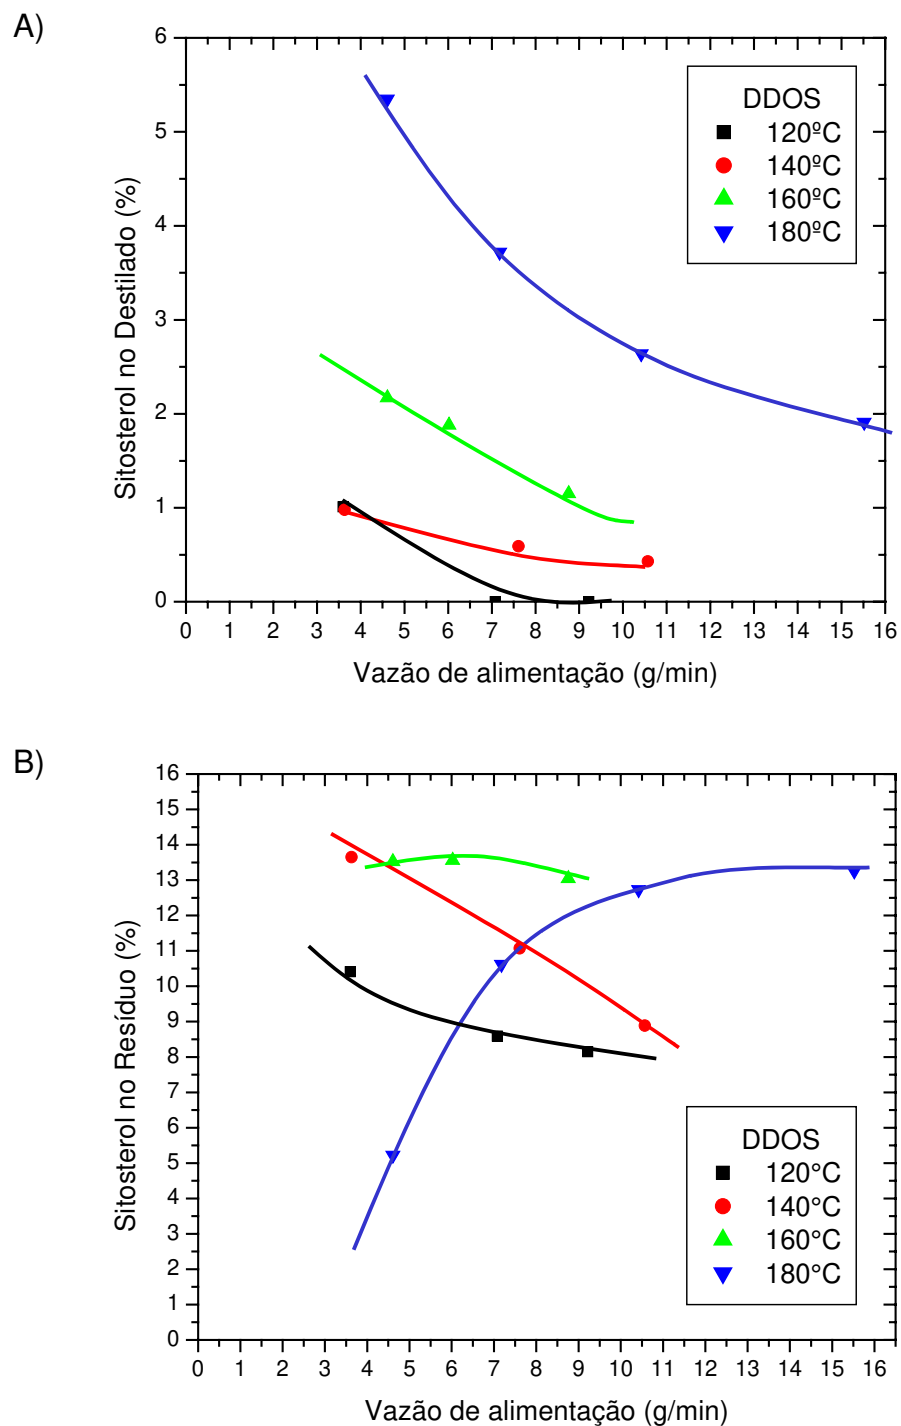 A)
6
5
4
3
2
1
0
Sitosterol no Destilado (%)
DDOS
120ºC
140ºC
160ºC
180ºC
0 1 2 3 4 5 6 7 8 9 10 11 12 13 14 15 16
Vazão de alimentação (g/min)
B)
16
15
14
13
12
11
10
9
8
7
6
5
4
3
2
1
0
Sitosterol no Resíduo (%)
DDOS
120°C
140°C
160°C
180°C
0 1 2 3 4 5 6 7 8 9 10 11 12 13 14 15 16
Vazão de alimentação (g/min)